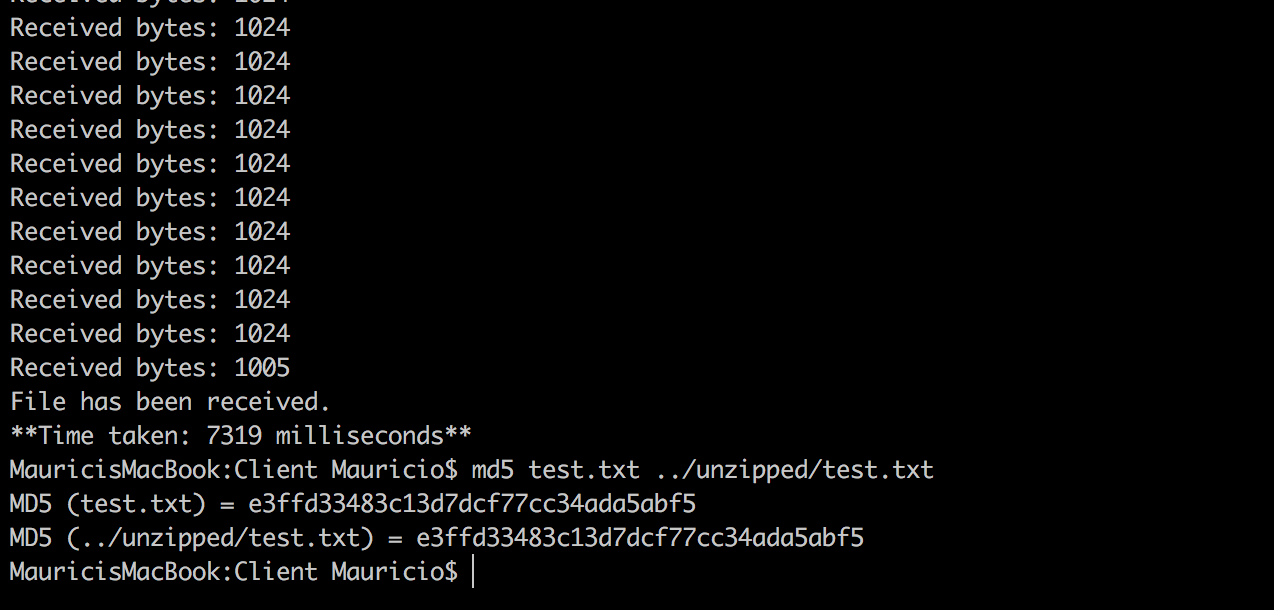 Received bytes: 1024
Received bytes: 1024
Received bytes: 1024
Received bytes: 1024
Received bytes: 1024
Received bytes: 1024
Received bytes: 1024
Received bytes: 1024
Received bytes: 1024
Received bytes: 1024
Received bytes: 1024
Received bytes: 1005
File has been received.
**Time taken: 7319 milliseconds**
MauricisMacBook:Client Mauricio$ md5 test.txt ../unzipped/test.txt
MD5 (test.txt) = e3ffd33483c13d7dcf77cc34ada5abf5
MD5 (../unzipped/test.txt) = e3ffd33483c13d7dcf77cc34ada5abf5
MauricisMacBook:Client Mauricio$